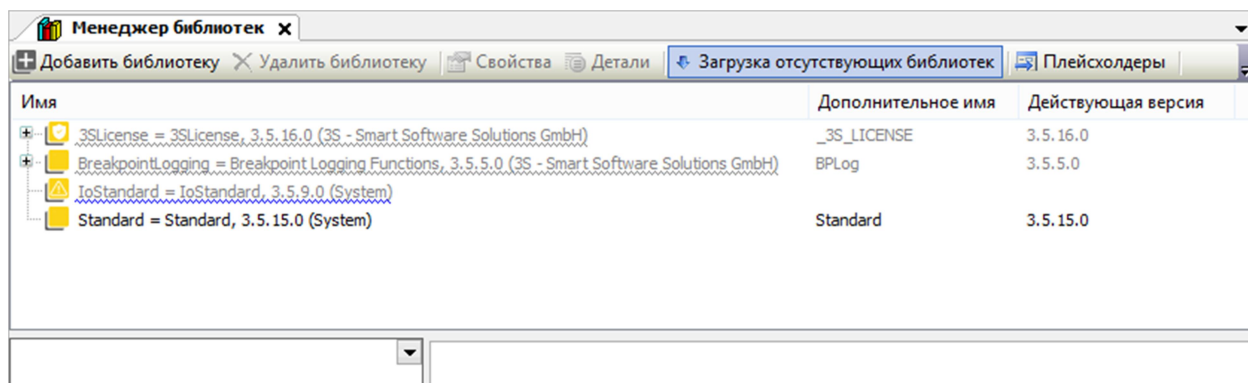 Менеджер библиотек
Добавить библиотеку Удалить библиотеку Свойства Детали Загрузка отсутствующих библиотек Плейсхолдеры
Имя Дополнительное имя Действующая версия
3SLicense = 3SLicense, 3.5.16.0 (3S - Smart Software Solutions GmbH) _3S_LICENSE 3.5.16.0
BreakpointLogging = Breakpoint Logging Functions, 3.5.5.0 (3S - Smart Software Solutions GmbH) BPLog 3.5.5.0
IoStandard = IoStandard, 3.5.9.0 (System)
Standard = Standard, 3.5.15.0 (System) Standard 3.5.15.0